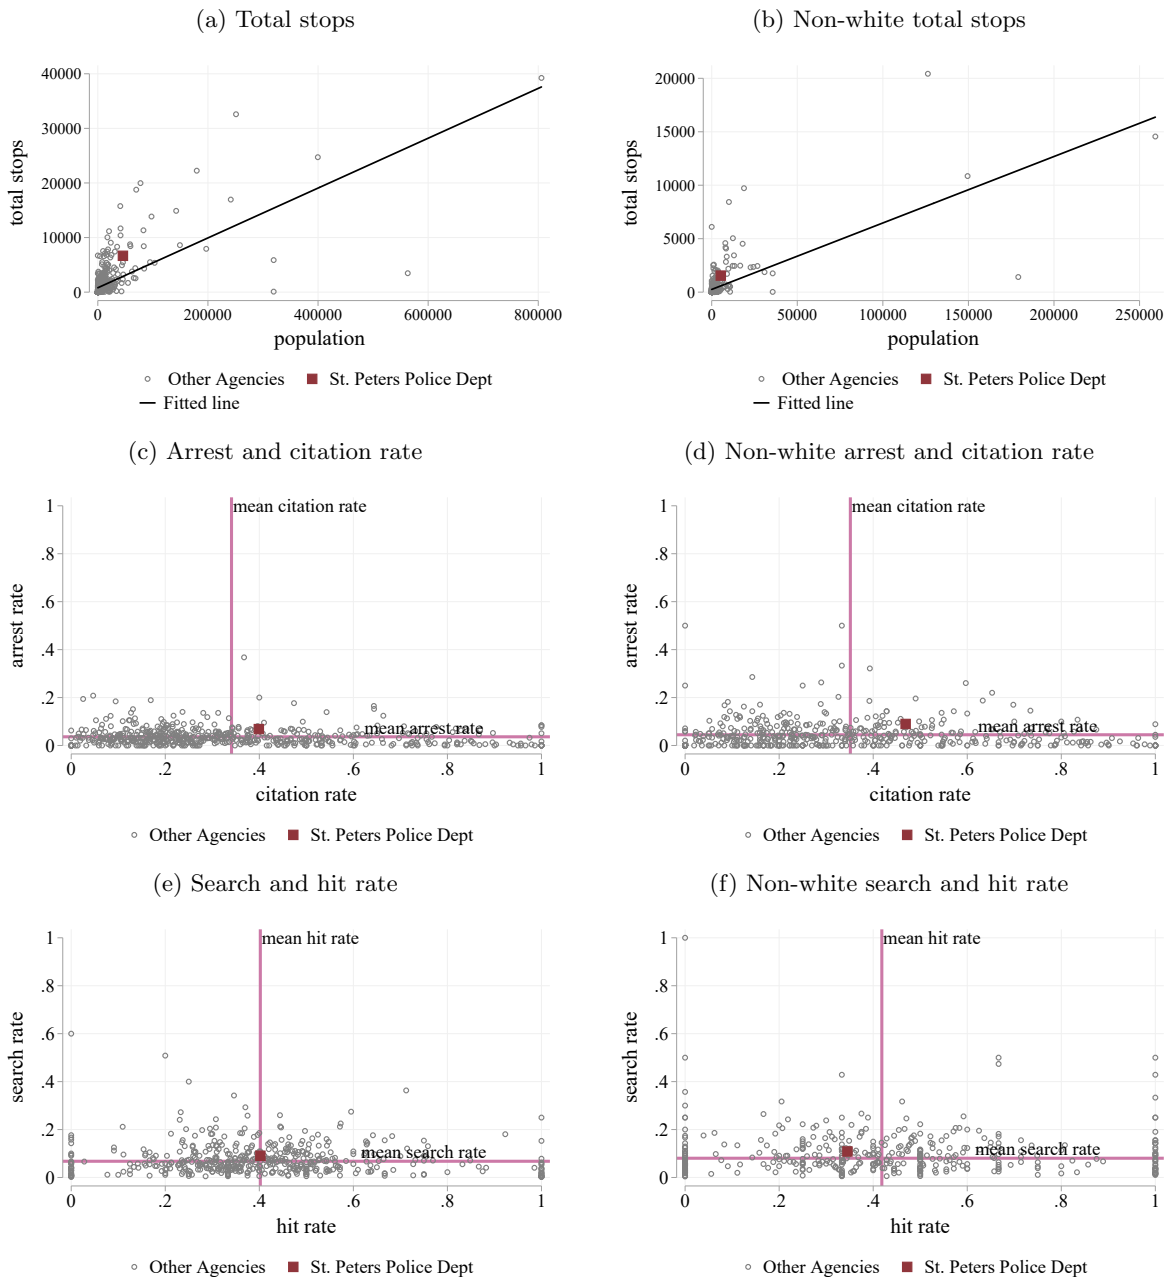 (a) Total stops
40000
30000
20000
10000
0
total stops
0 200000 400000 600000 800000
population
Other Agencies St. Peters Police Dept
Fitted line
(b) Non-white total stops
20000
15000
10000
5000
0
total stops
0 50000 100000 150000 200000 250000
population
Other Agencies St. Peters Police Dept
Fitted line
(c) Arrest and citation rate
mean citation rate
1
.8
.6
.4
.2
0
arrest rate
mean arrest rate
0 .2 .4 .6 .8 1
citation rate
Other Agencies St. Peters Police Dept
(d) Non-white arrest and citation rate
mean citation rate
1
.8
.6
.4
.2
0
arrest rate
mean arrest rate
0 .2 .4 .6 .8 1
citation rate
Other Agencies St. Peters Police Dept
(e) Search and hit rate
mean hit rate
1
.8
.6
.4
.2
0
search rate
mean search rate
0 .2 .4 .6 .8 1
hit rate
Other Agencies St. Peters Police Dept
(f) Non-white search and hit rate
mean hit rate
1
.8
.6
.4
.2
0
search rate
mean search rate
0 .2 .4 .6 .8 1
hit rate
Other Agencies St. Peters Police Dept